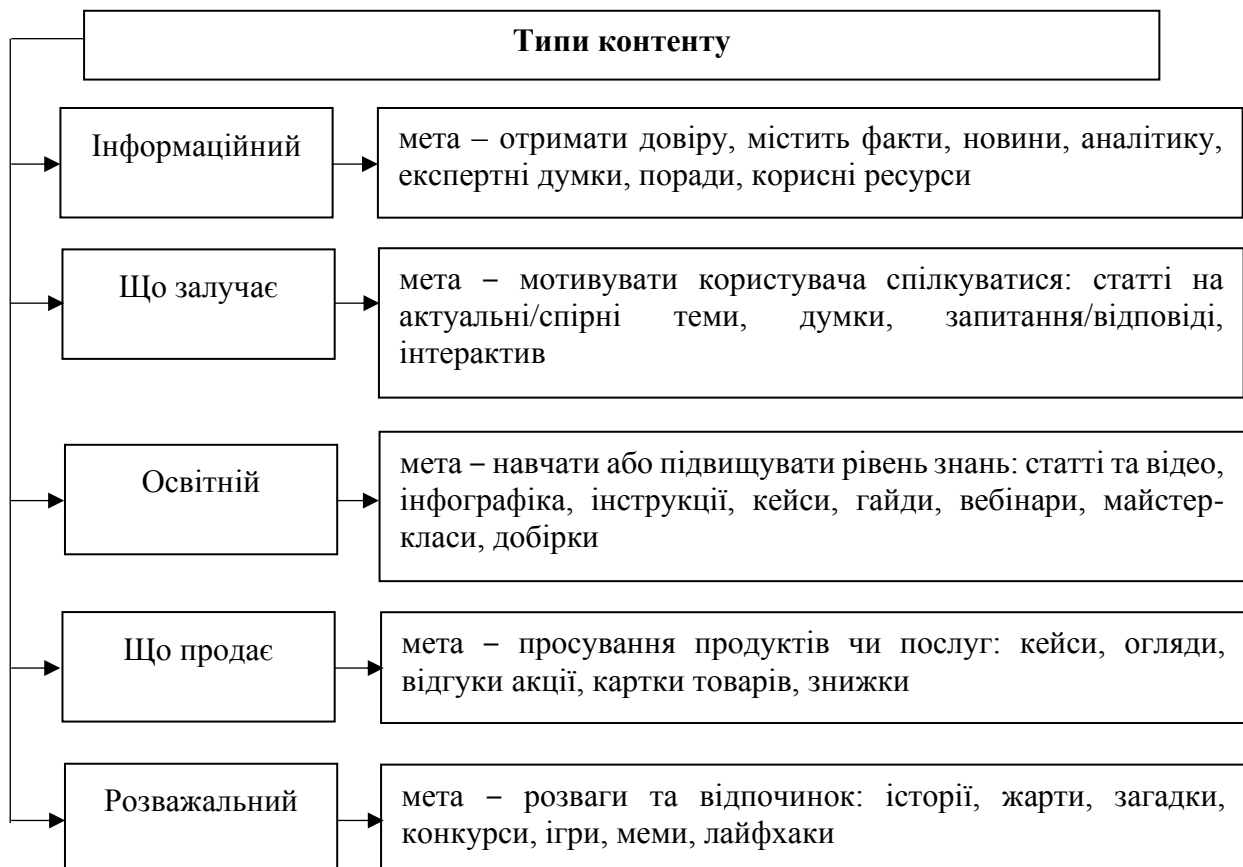 Типи контенту
Інформаційний
мета – отримати довіру, містить факти, новини, аналітику,
експертні думки, поради, корисні ресурси
Що залучає
мета – мотивувати користувача спілкуватися: статті на
актуальні/спірні теми, думки, запитання/відповіді,
інтерактив
Освітній
мета – навчати або підвищувати рівень знань: статті та відео,
інфографіка, інструкції, кейси, гайди, вебінари, майстер-
класи, добірки
Що продає
мета – просування продуктів чи послуг: кейси, огляди,
відгуки акції, картки товарів, знижки
Розважальний
мета – розваги та відпочинок: історії, жарти, загадки,
конкурси, ігри, меми, лайфхаки